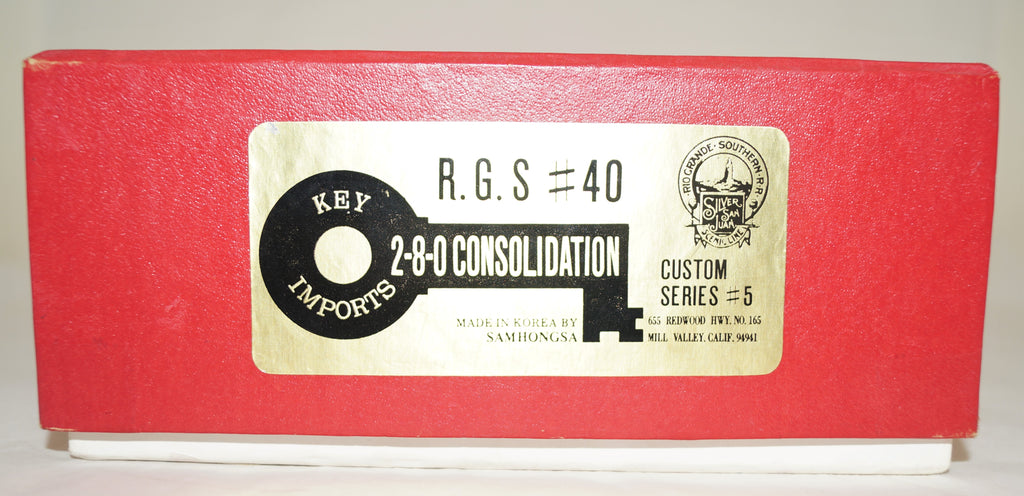 R.G.S #40
KEY
IMPORTS
2-8-0 CONSOLIDATION
MADE IN KOREA BY
SAMHONGSA
RIO GRANDE · SOUTHERN R·R·
SILVER
SAN
JUAN
SCENIC LINE
CUSTOM
SERIES #5
655 REDWOOD HWY. NO. 165
MILL VALLEY, CALIF. 94941